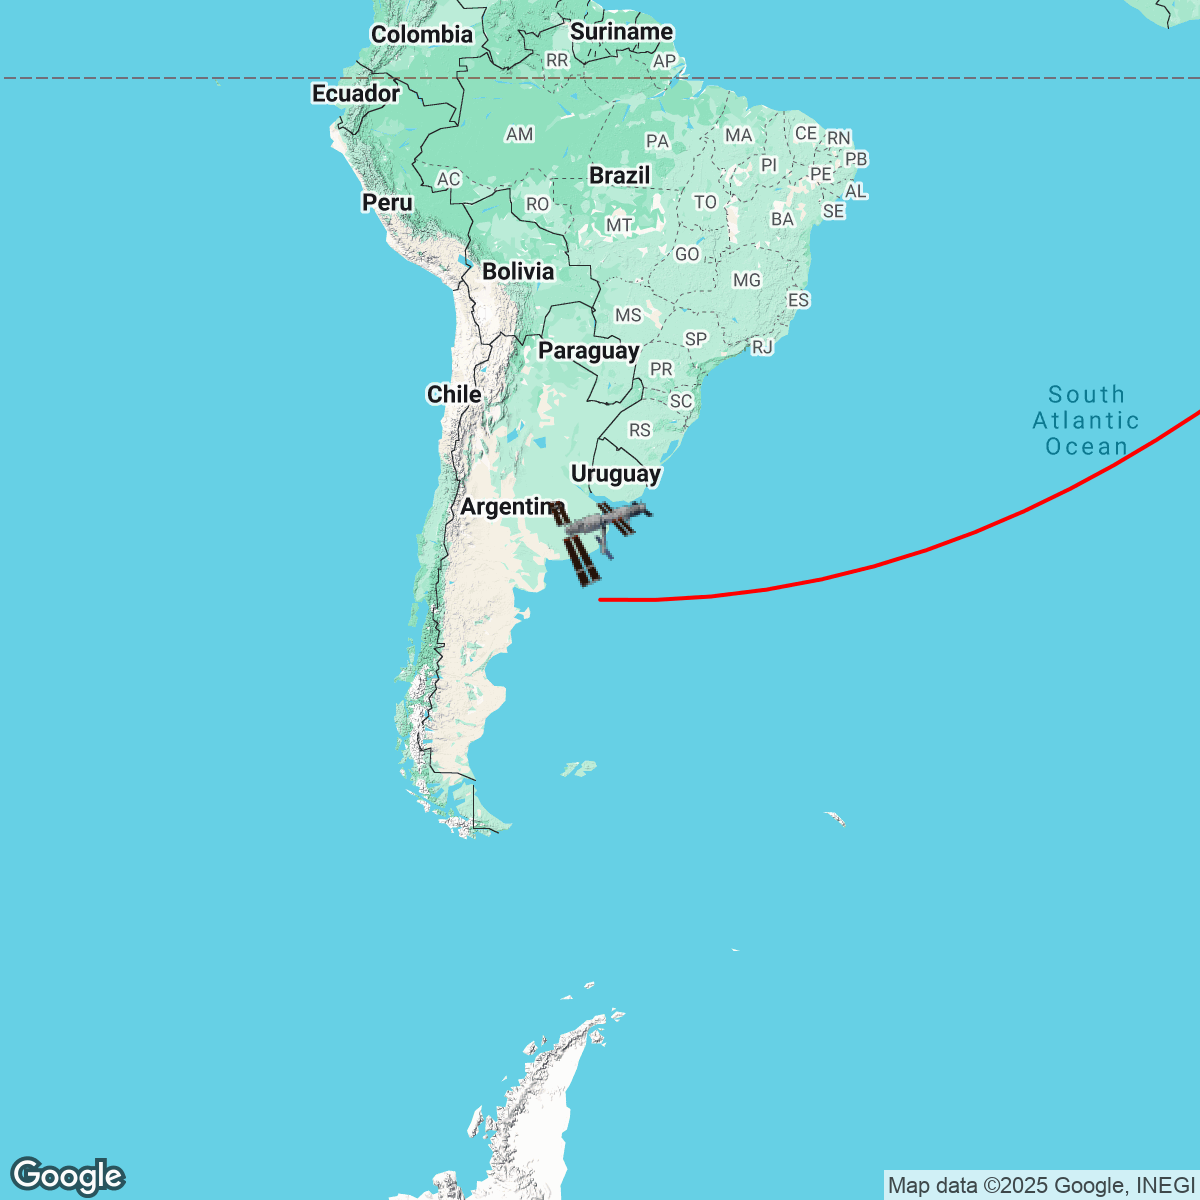 Colombia
Suriname
RR
AP
Ecuador
AM
PA
MA
CE
RN
PI
PB
Brazil
PE
AC
AL
Peru
RO
TO
SE
MT
BA
GO
Bolivia
MG
ES
MS
SP
RJ
Paraguay
PR
Chile
SC
South
Atlantic
Ocean
RS
Uruguay
Argentina
Google
Map data ©2025 Google, INEGI